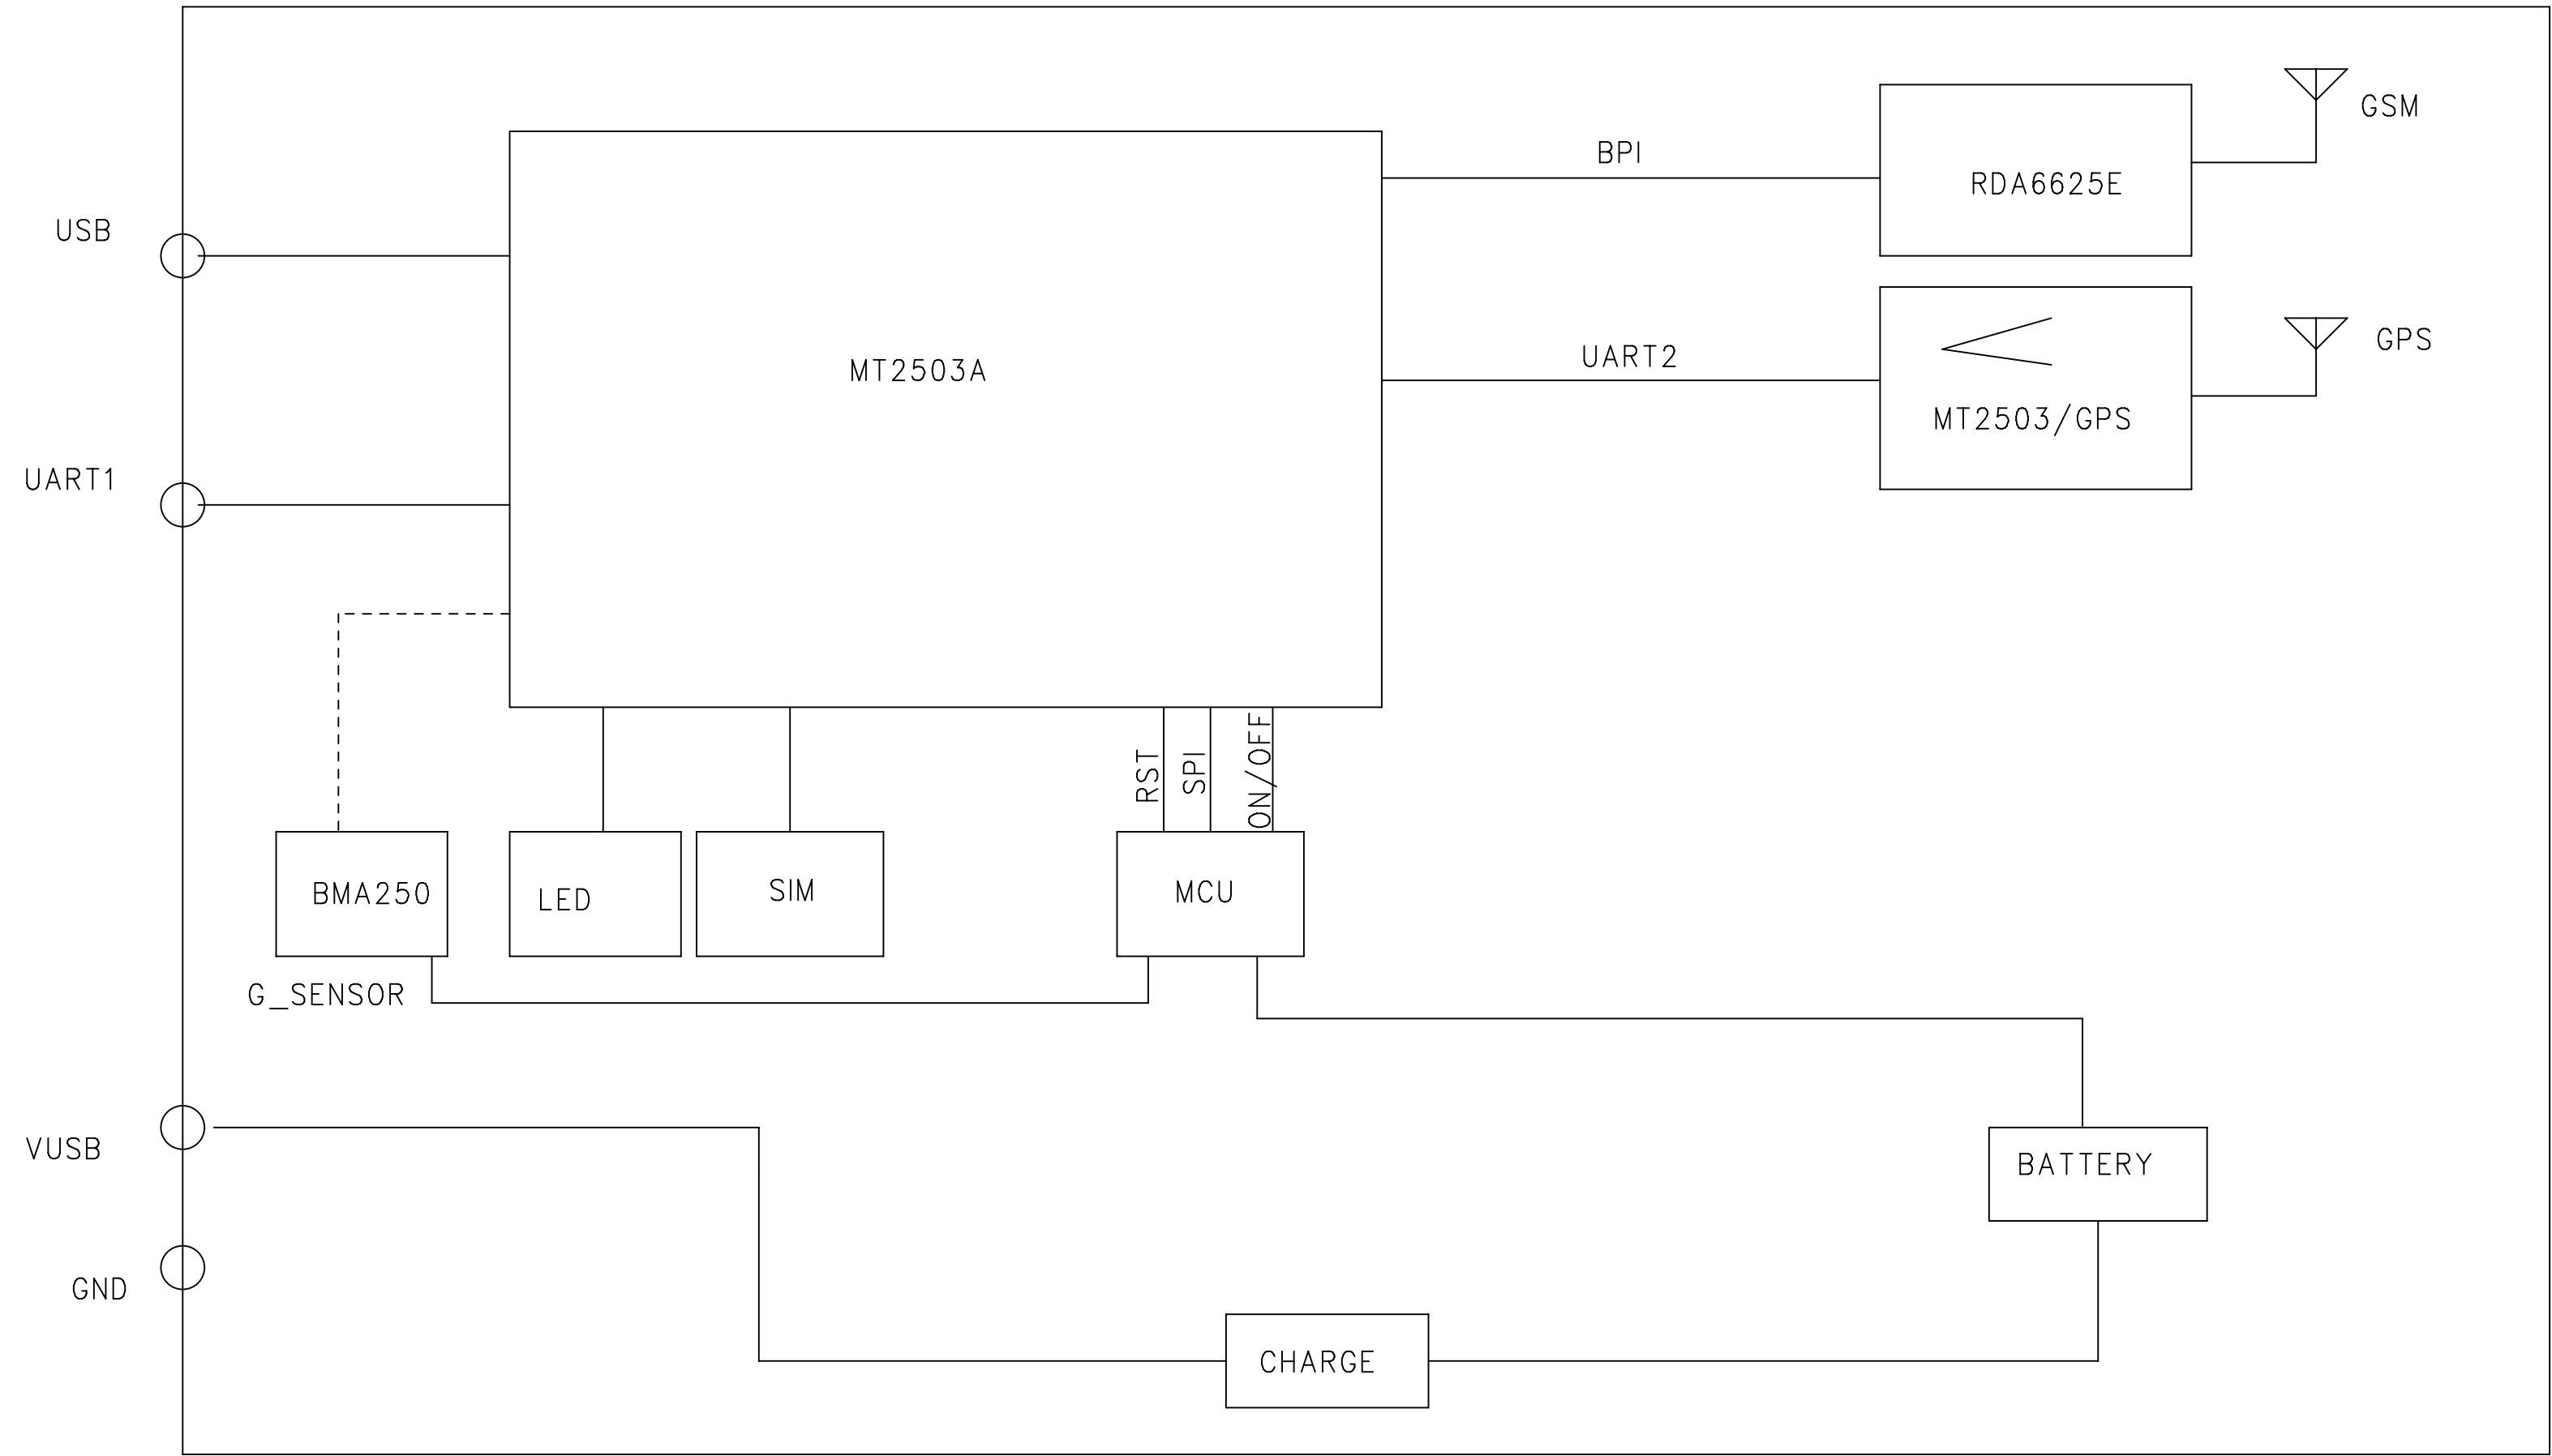 GSM
BPI
RDA6625E
USB
GPS
UART2
MT2503A
MT2503/GPS
UART1
RST
SPI
ON/OFF
BMA250
LED
SIM
MCU
G_SENSOR
VUSB
BATTERY
GND
CHARGE